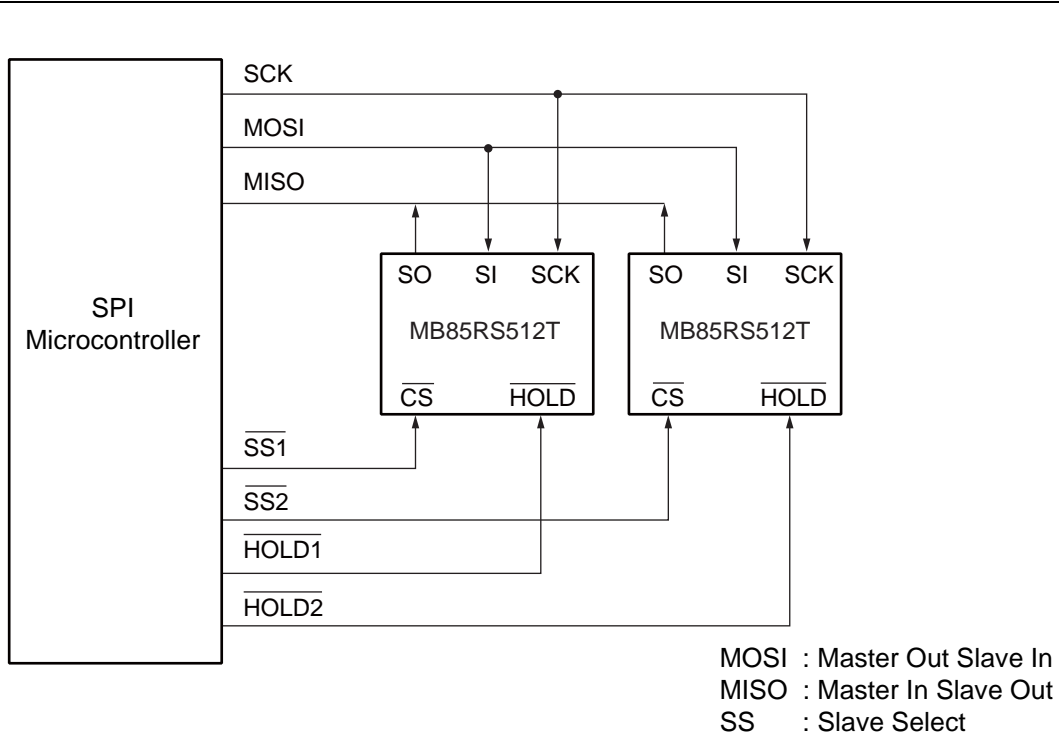 SCK
MOSI
MISO
SPI
Microcontroller
SO SI SCK
MB85RS512T
CS HOLD
SO SI SCK
MB85RS512T
CS HOLD
SS1
SS2
HOLD1
HOLD2
MOSI : Master Out Slave In
MISO : Master In Slave Out
SS : Slave Select